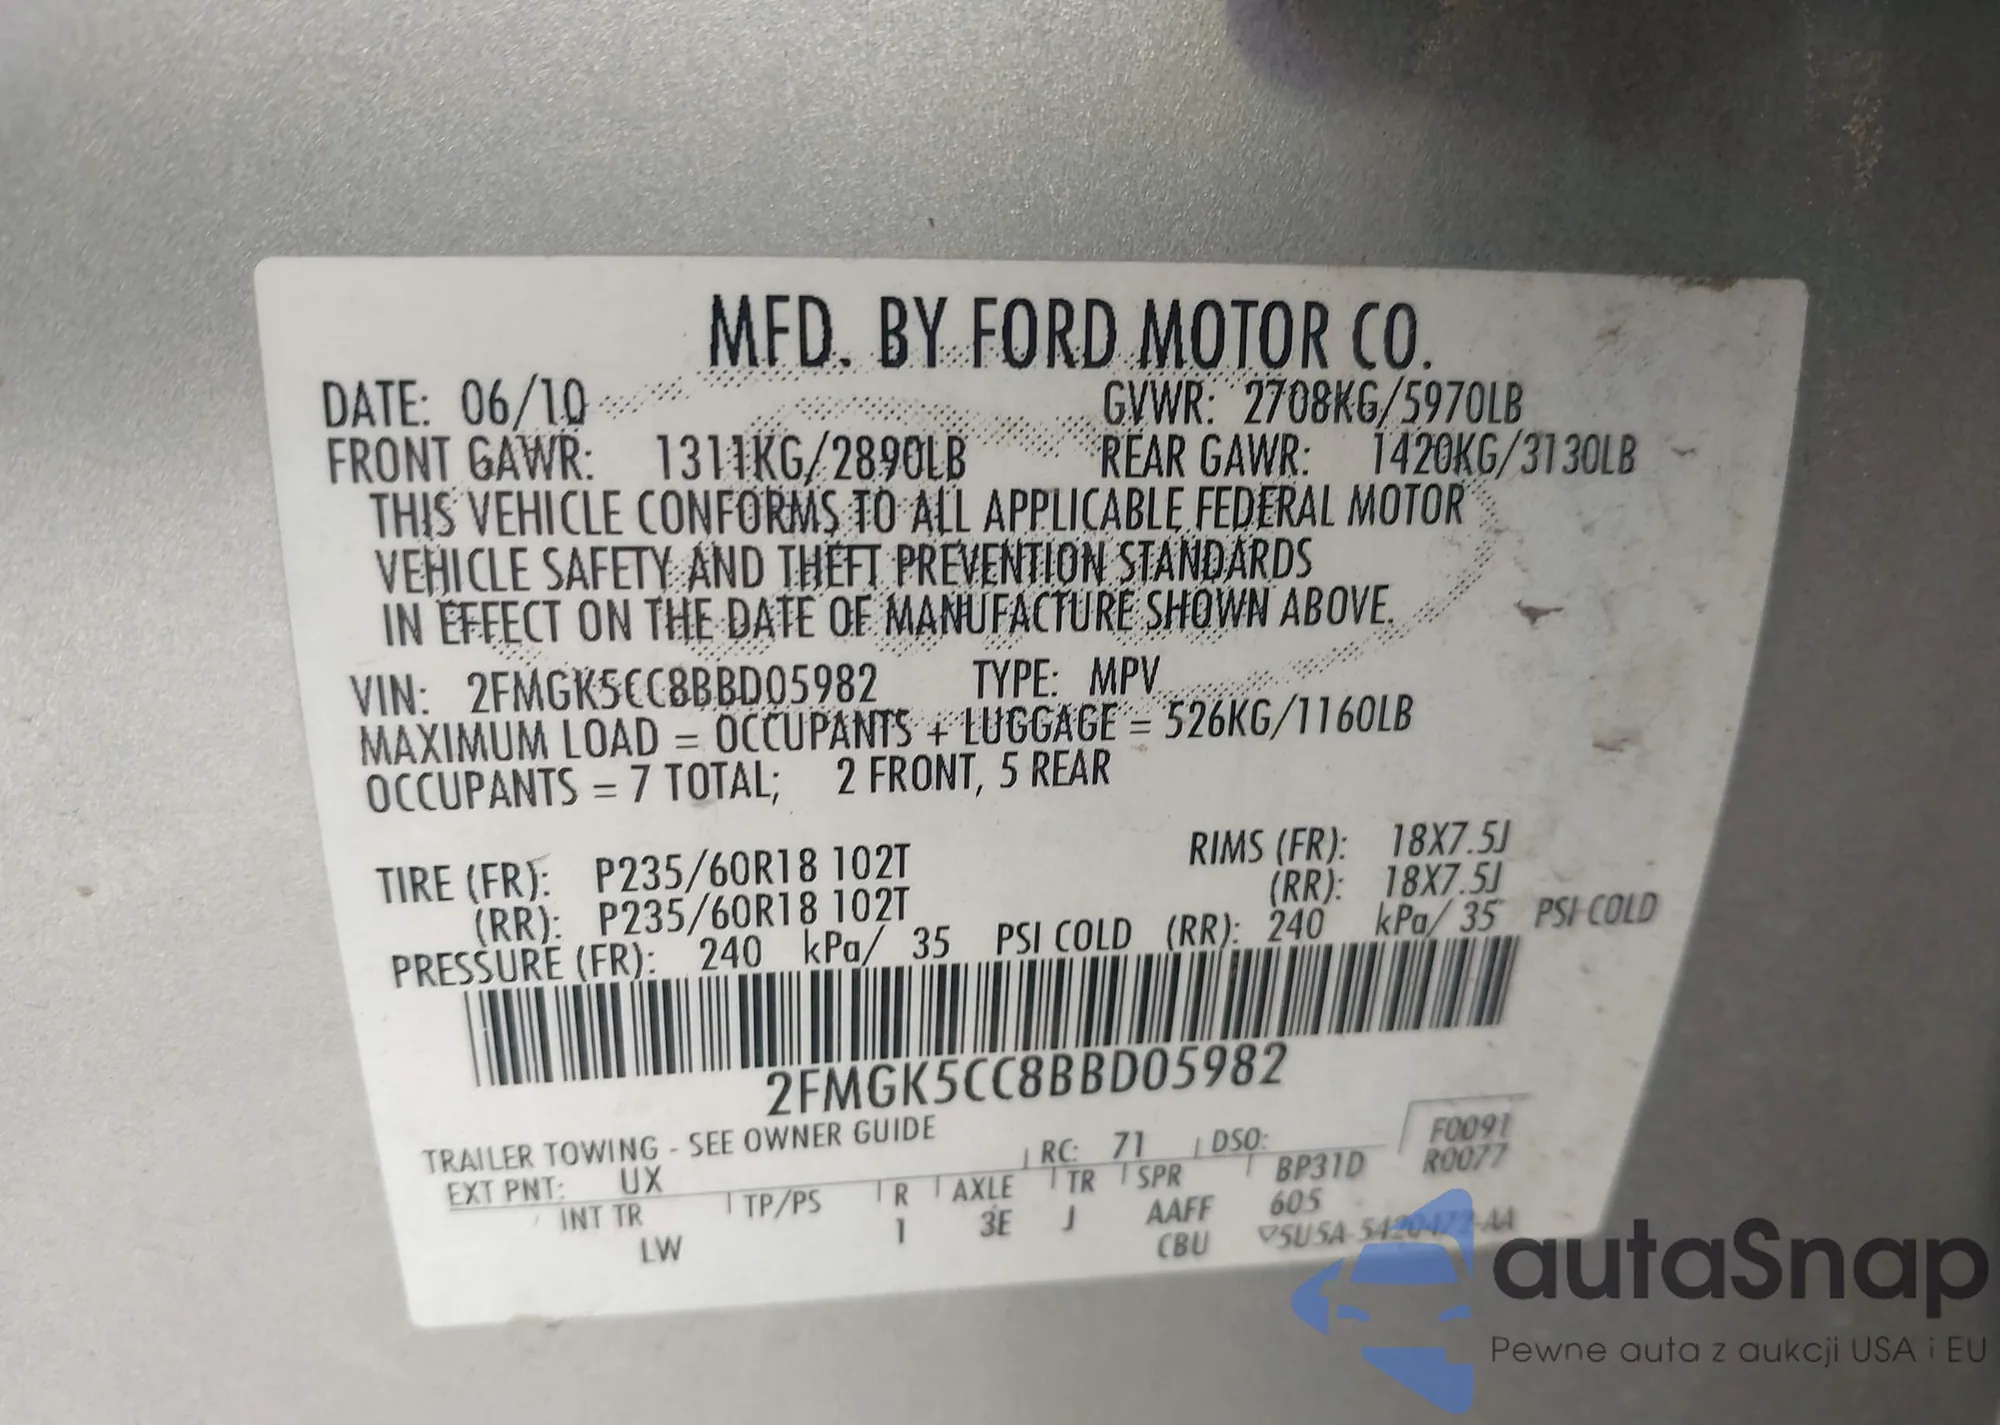 MFD. BY FORD MOTOR CO.
DATE: 06/10 GVWR: 2708KG/5970LB
FRONT GAWR: 1311KG/2890LB REAR GAWR: 1420KG/3130LB
THIS VEHICLE CONFORMS TO ALL APPLICABLE FEDERAL MOTOR
VEHICLE SAFETY AND THEFT PREVENTION STANDARDS
IN EFFECT ON THE DATE OF MANUFACTURE SHOWN ABOVE.
VIN: 2FMGK5CC8BBD05982 TYPE: MPV
MAXIMUM LOAD = OCCUPANTS + LUGGAGE = 526KG/1160LB
OCCUPANTS = 7 TOTAL; 2 FRONT, 5 REAR
TIRE (FR): P235/60R18 102T RIMS (FR): 18X7.5J
(RR): P235/60R18 102T (RR): 18X7.5J
PRESSURE (FR): 240 kPa/ 35 PSI COLD (RR): 240 kPa/ 35 PSI COLD
2FMGK5CC8BBD05982
TRAILER TOWING - SEE OWNER GUIDE RC: 71 DSO: F0091
EXT PNT: UX BP31D R0077
INT TR TP/PS R AXLE TR SPR 605
LW 1 3E J AAFF
CBU ▽5U5A-5420472-AA
autaSnap
Pewne auta z aukcji USA i EU